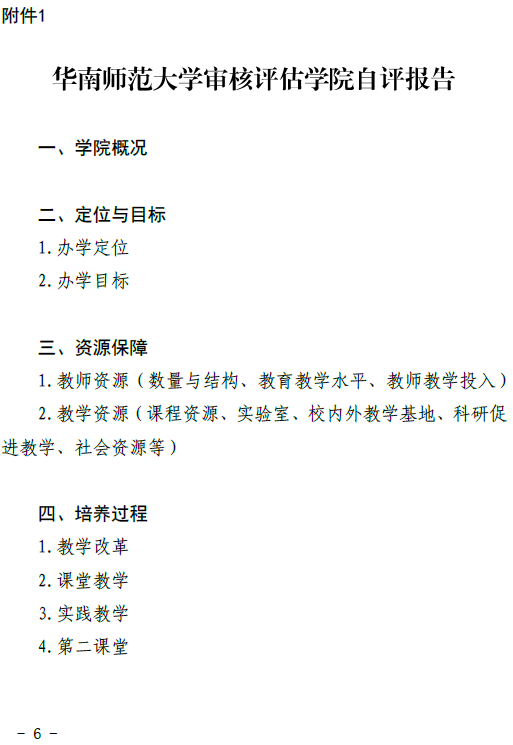 附件1
华南师范大学审核评估学院自评报告
一、学院概况
二、定位与目标
1.办学定位
2.办学目标
三、资源保障
1.教师资源（数量与结构、教育教学水平、教师教学投入）
2.教学资源（课程资源、实验室、校内外教学基地、科研促
进教学、社会资源等）
四、培养过程
1.教学改革
2.课堂教学
3.实践教学
4.第二课堂
- 6 -